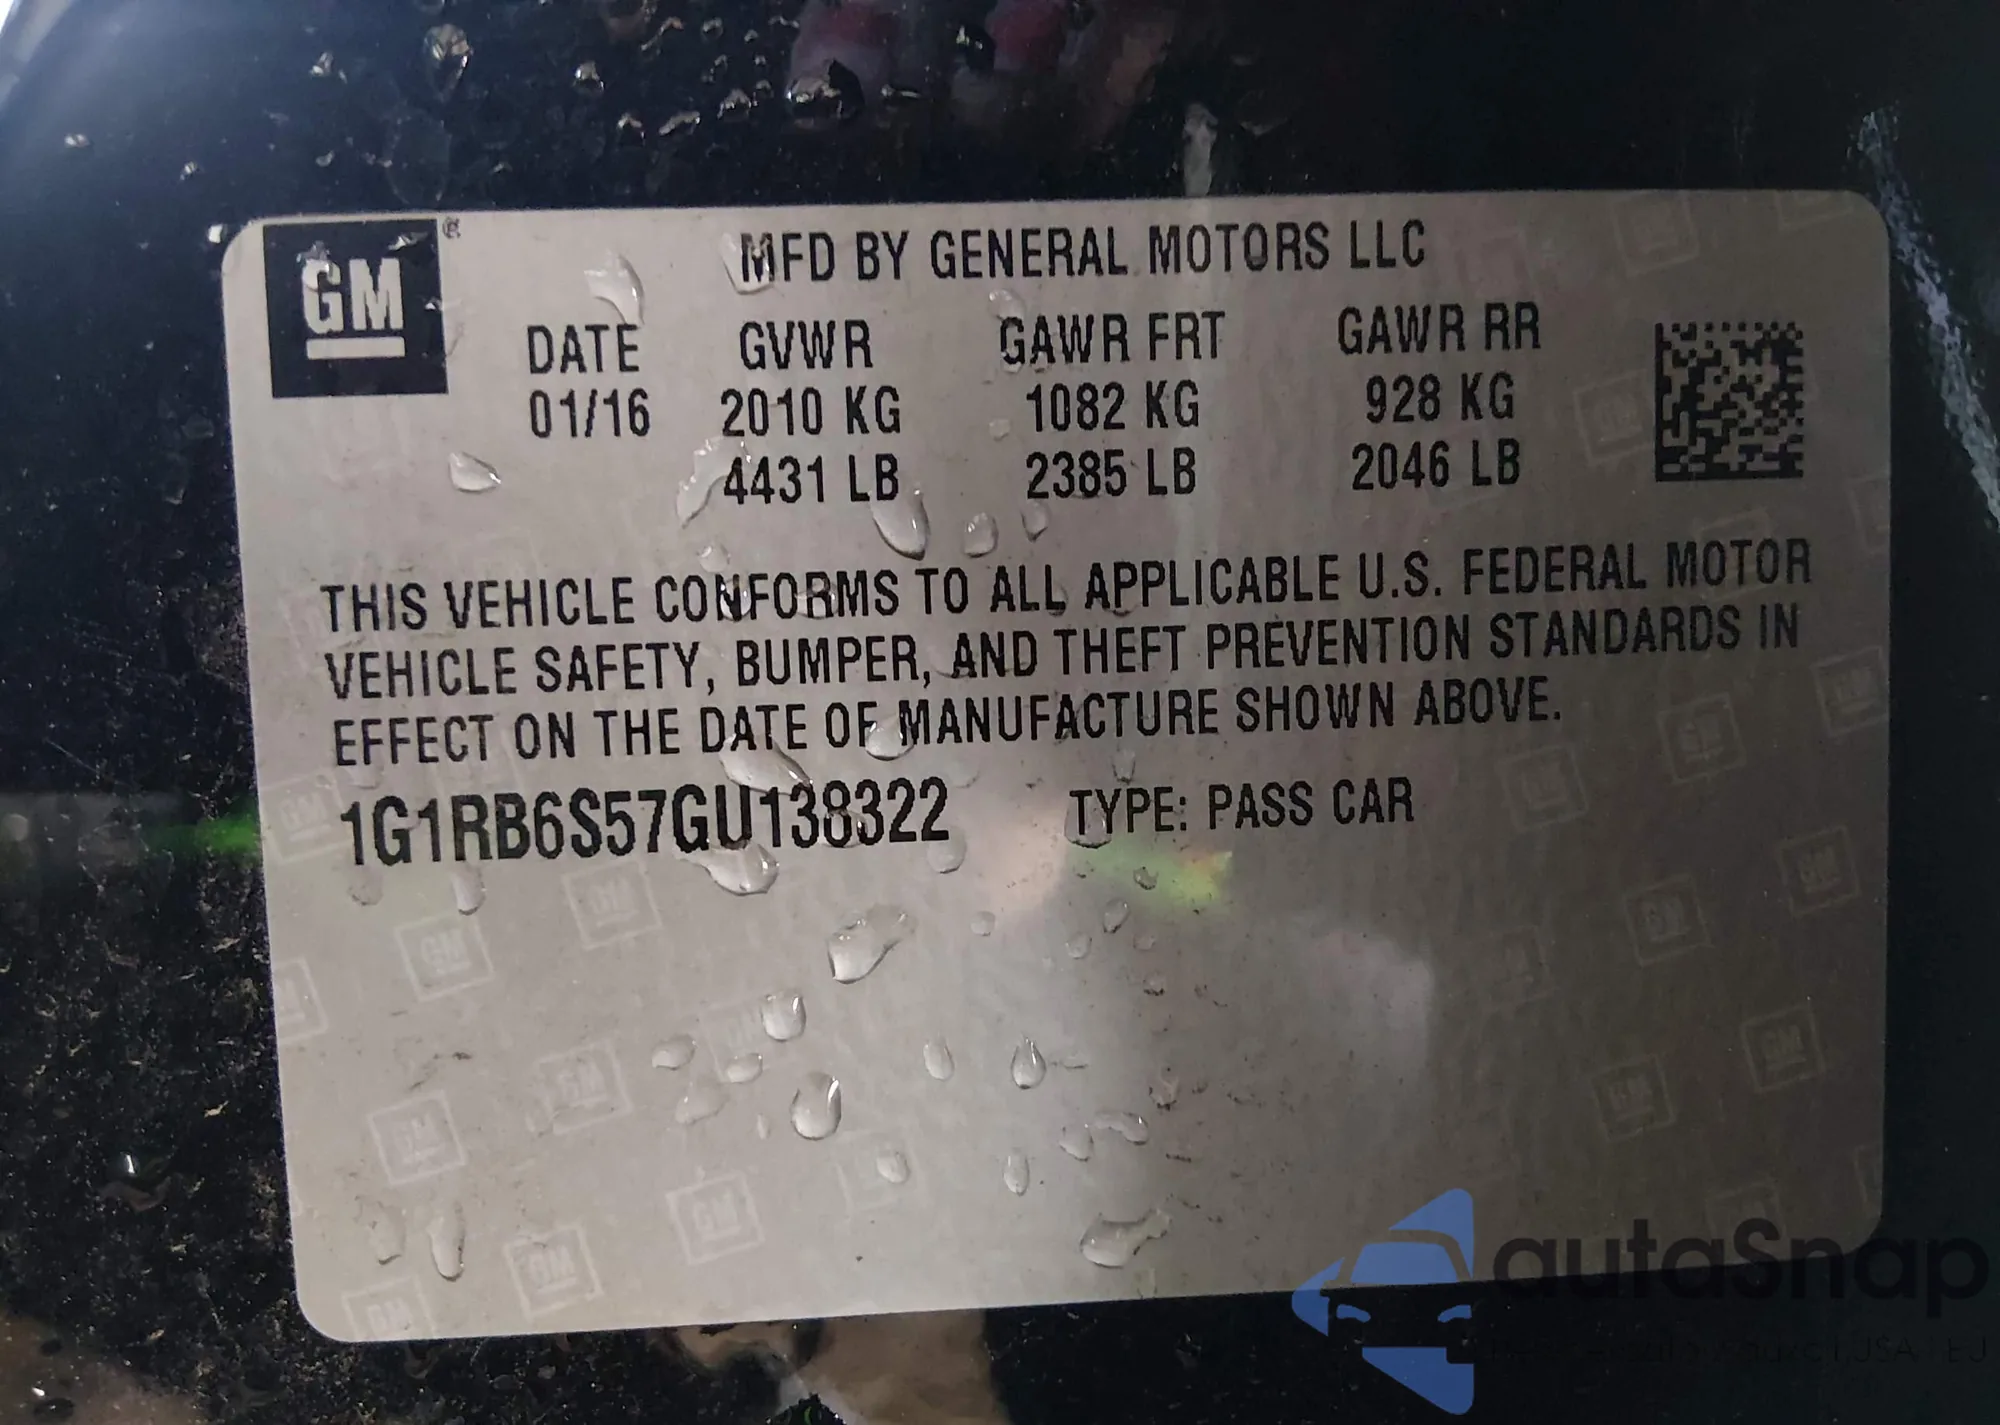 GM ®
MFD BY GENERAL MOTORS LLC
DATE GVWR GAWR FRT GAWR RR
01/16 2010 KG 1082 KG 928 KG
4431 LB 2385 LB 2046 LB
THIS VEHICLE CONFORMS TO ALL APPLICABLE U.S. FEDERAL MOTOR
VEHICLE SAFETY, BUMPER, AND THEFT PREVENTION STANDARDS IN
EFFECT ON THE DATE OF MANUFACTURE SHOWN ABOVE.
1G1RB6S57GU138322 TYPE: PASS CAR
autaSnap